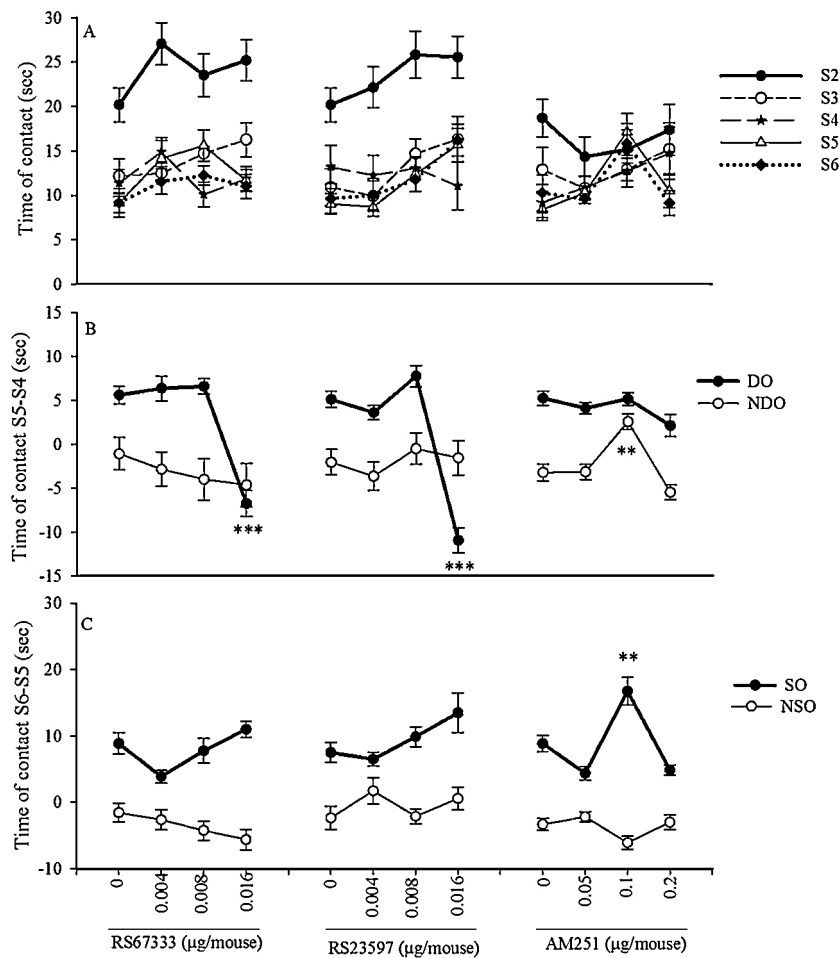 A
30
25
20
15
10
5
0
Time of contact (sec)
S2
S3
S4
S5
S6
B
15
10
5
0
-5
-10
-15
Time of contact S5-S4 (sec)
DO
NDO
***
***
**
C
30
20
10
0
-10
Time of contact S6-S5 (sec)
SO
NSO
**
0
0.004
0.008
0.016
0
0.004
0.008
0.016
0
0.05
0.1
0.2
RS67333 (µg/mouse)
RS23597 (µg/mouse)
AM251 (µg/mouse)